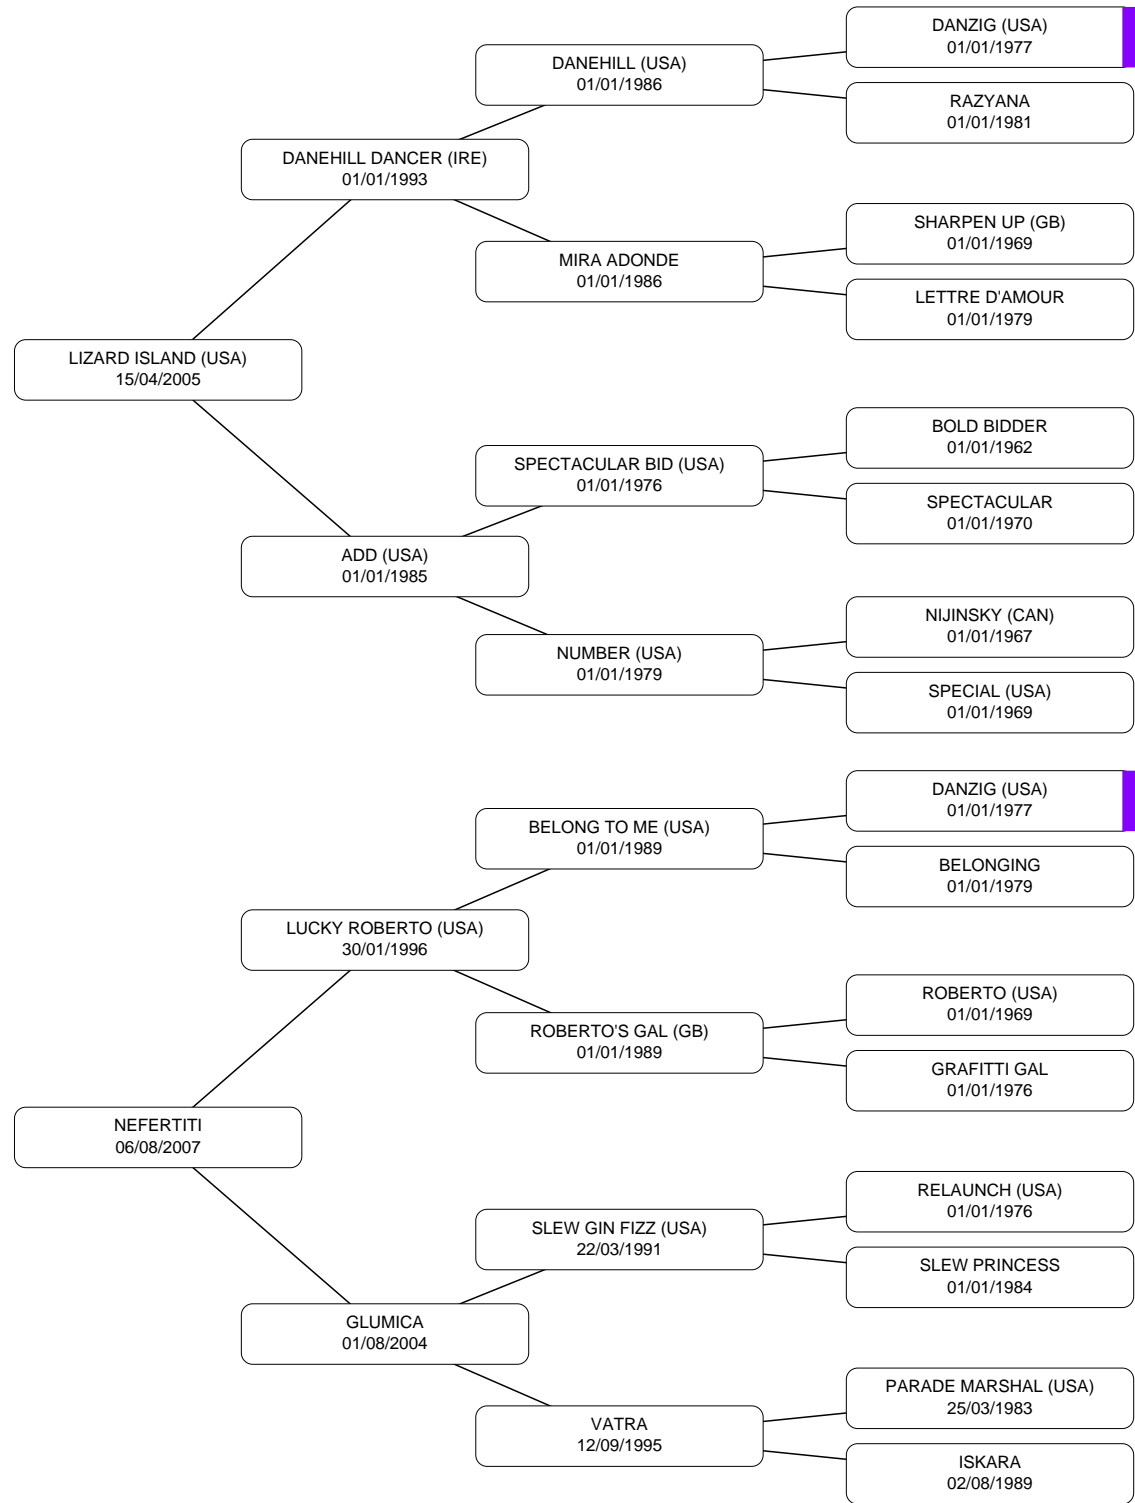 DANZIG (USA)
01/01/1977
DANEHILL (USA)
01/01/1986
RAZYANA
01/01/1981
DANEHILL DANCER (IRE)
01/01/1993
SHARPEN UP (GB)
01/01/1969
MIRA ADONDE
01/01/1986
LETTRE D'AMOUR
01/01/1979
LIZARD ISLAND (USA)
15/04/2005
BOLD BIDDER
01/01/1962
SPECTACULAR BID (USA)
01/01/1976
SPECTACULAR
01/01/1970
ADD (USA)
01/01/1985
NIJINSKY (CAN)
01/01/1967
NUMBER (USA)
01/01/1979
SPECIAL (USA)
01/01/1969
DANZIG (USA)
01/01/1977
BELONG TO ME (USA)
01/01/1989
BELONGING
01/01/1979
LUCKY ROBERTO (USA)
30/01/1996
ROBERTO (USA)
01/01/1969
ROBERTO'S GAL (GB)
01/01/1989
GRAFITTI GAL
01/01/1976
NEFERTITI
06/08/2007
RELAUNCH (USA)
01/01/1976
SLEW GIN FIZZ (USA)
22/03/1991
SLEW PRINCESS
01/01/1984
GLUMICA
01/08/2004
PARADE MARSHAL (USA)
25/03/1983
VATRA
12/09/1995
ISKARA
02/08/1989